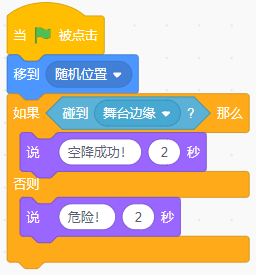 当 被点击
移到 随机位置
如果 碰到 舞台边缘 ? 那么
说 空降成功! 2 秒
否则
说 危险! 2 秒